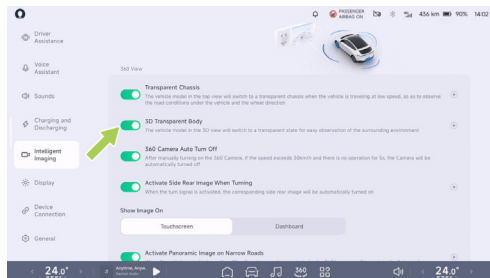 PASSENGER
AIRBAG ON
436 km
90%
14:02
Driver
Assistance
Voice
Assistant
Sounds
Charging and
Discharging
Intelligent
Imaging
Display
Device
Connection
General
360 View
Transparent Chassis
The vehicle model in the top view will switch to a transparent chassis when the vehicle is traveling at low speed, so as to observe
the road conditions under the vehicle and the wheel direction
3D Transparent Body
The vehicle model in the 3D view will switch to a transparent state for easy observation of the surrounding environment
360 Camera Auto Turn Off
After manually turning on the 360 Camera, if the speed exceeds 30km/h and there is no operation for 5s, the Camera will be
automatically turned off
Activate Side Rear Image When Turning
When the turn signal is activated, the corresponding side rear image will be automatically turned on
Show Image On
Touchscreen
Dashboard
Activate Panoramic Image on Narrow Roads
24.0°
Anytime, Anyw..
360
24.0°